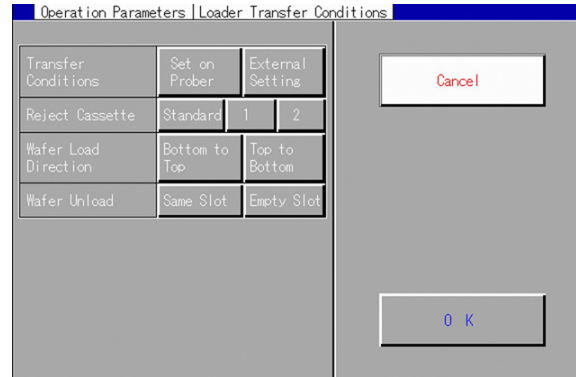 Operation Parameters | Loader Transfer Conditions
Transfer Conditions
Set on Prober
External Setting
Reject Cassette
Standard
1
2
Wafer Load Direction
Bottom to Top
Top to Bottom
Wafer Unload
Same Slot
Empty Slot
Cancel
O K